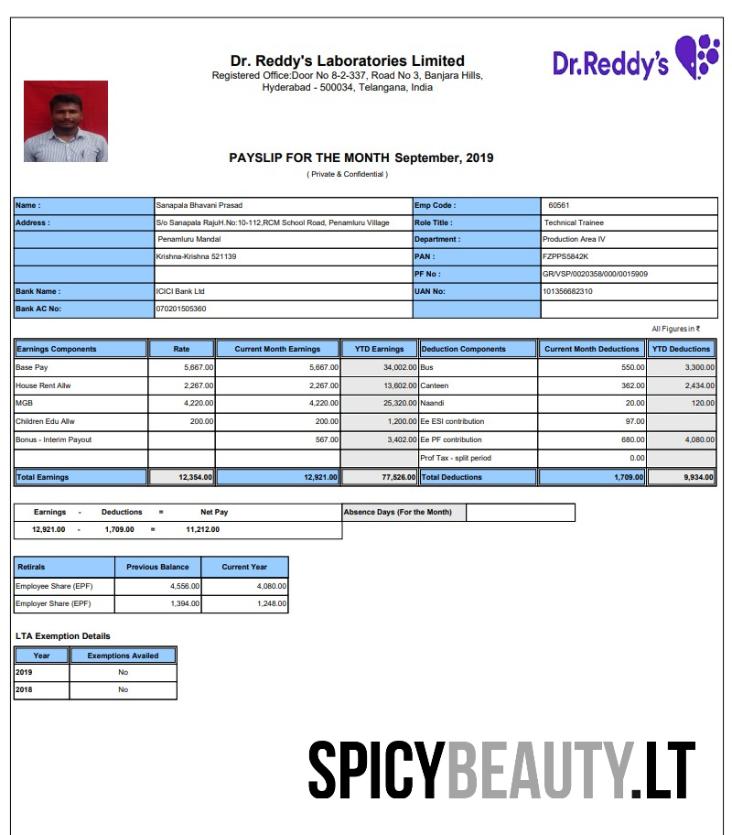 Dr. Reddy's Laboratories Limited
Registered Office:Door No 8-2-337, Road No 3, Banjara Hills,
Hyderabad - 500034, Telangana, India
Dr.Reddy's
PAYSLIP FOR THE MONTH September, 2019
( Private & Confidential )
Name : Sanapala Bhavani Prasad Emp Code : 60561
Address : S/o Sanapala RajuH.No:10-112,RCM School Road, Penamluru Village Role Title : Technical Trainee
Penamluru Mandal Department : Production Area IV
Krishna-Krishna 521139 PAN : FZPPS5842K
PF No : GR/VSP/0020358/000/0015909
Bank Name : ICICI Bank Ltd UAN No: 101356682310
Bank AC No: 070201505360
All Figures in ₹
Earnings Components Rate Current Month Earnings YTD Earnings Deduction Components Current Month Deductions YTD Deductions
Base Pay 5,667.00 5,667.00 34,002.00 Bus 550.00 3,300.00
House Rent Allw 2,267.00 2,267.00 13,602.00 Canteen 362.00 2,434.00
MGB 4,220.00 4,220.00 25,320.00 Naandi 20.00 120.00
Children Edu Allw 200.00 200.00 1,200.00 Ee ESI contribution 97.00
Bonus - Interim Payout 567.00 3,402.00 Ee PF contribution 680.00 4,080.00
Prof Tax - split period 0.00
Total Earnings 12,354.00 12,921.00 77,526.00 Total Deductions 1,709.00 9,934.00
Earnings - Deductions = Net Pay Absence Days (For the Month)
12,921.00 - 1,709.00 = 11,212.00
Retirals Previous Balance Current Year
Employee Share (EPF) 4,556.00 4,080.00
Employer Share (EPF) 1,394.00 1,248.00
LTA Exemption Details
Year Exemptions Availed
2019 No
2018 No
SPICYBEAUTY.LT